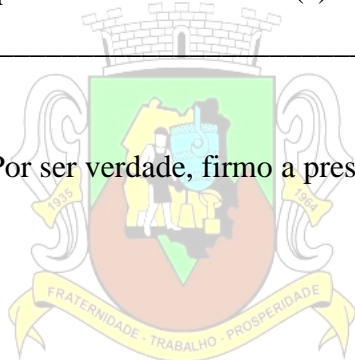 Por ser verdade, firmo a pres
1935
1964
FRATERNIDADE - TRABALHO - PROSPERIDADE